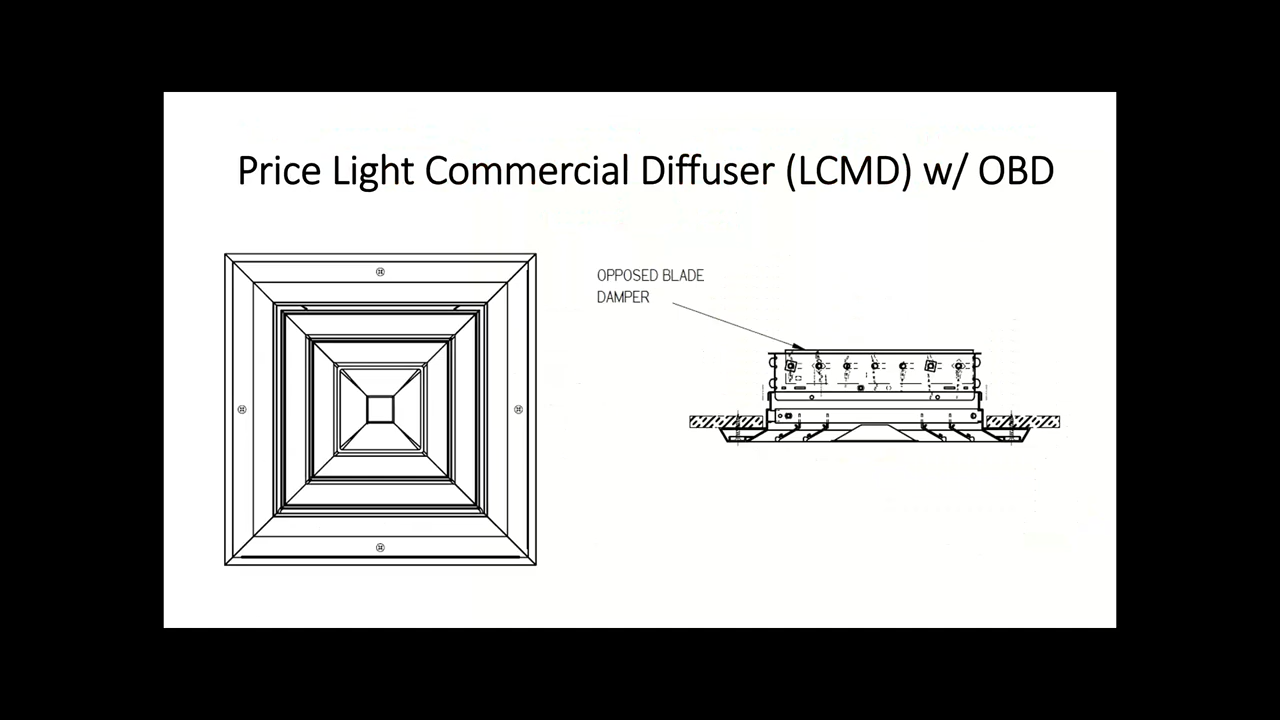 Price Light Commercial Diffuser (LCMD) w/ OBD
OPPOSED BLADE
DAMPER